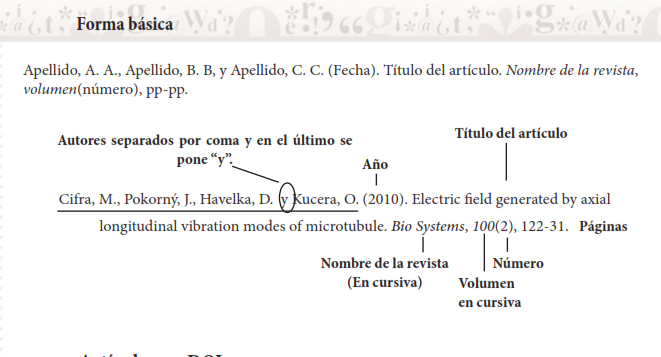 Forma básica
Apellido, A. A., Apellido, B. B, y Apellido, C. C. (Fecha). Título del artículo. Nombre de la revista,
volumen(número), pp-pp.
Autores separados por coma y en el último se
pone “y”.
Título del artículo
Año
Cifra, M., Pokorný, J., Havelka, D. y Kucera, O. (2010). Electric field generated by axial
longitudinal vibration modes of microtubule. Bio Systems, 100(2), 122-31. Páginas
Nombre de la revista
(En cursiva)
Número
Volumen
en cursiva